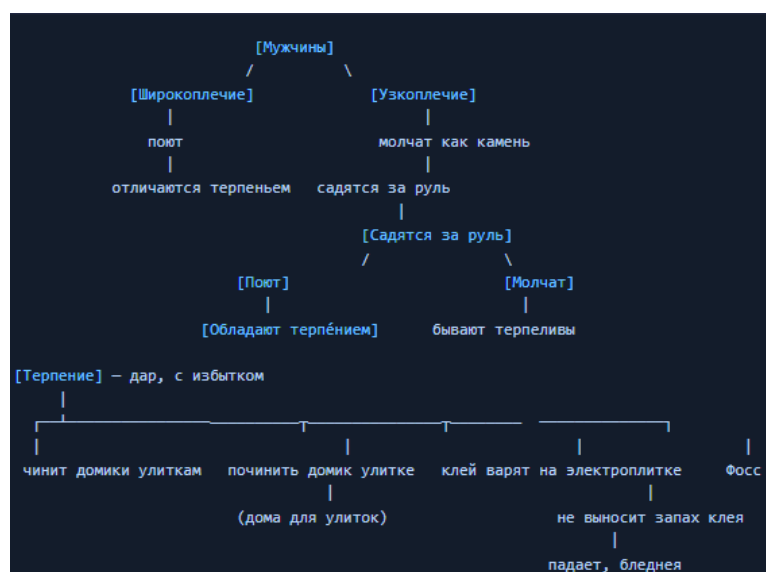 [Мужчины]
[Широкоплечие] [Узкоплечие]
поют молчат как камень
отличаются терпеньем садятся за руль
[Садятся за руль]
[Поют] [Молчат]
[Обладают терпе́нием] бывают терпеливы
[Терпение] — дар, с избытком
чинит домики улиткам починить домик улитке клей варят на электроплитке Фосс
(дома для улиток) не выносит запах клея
падает, бледнея